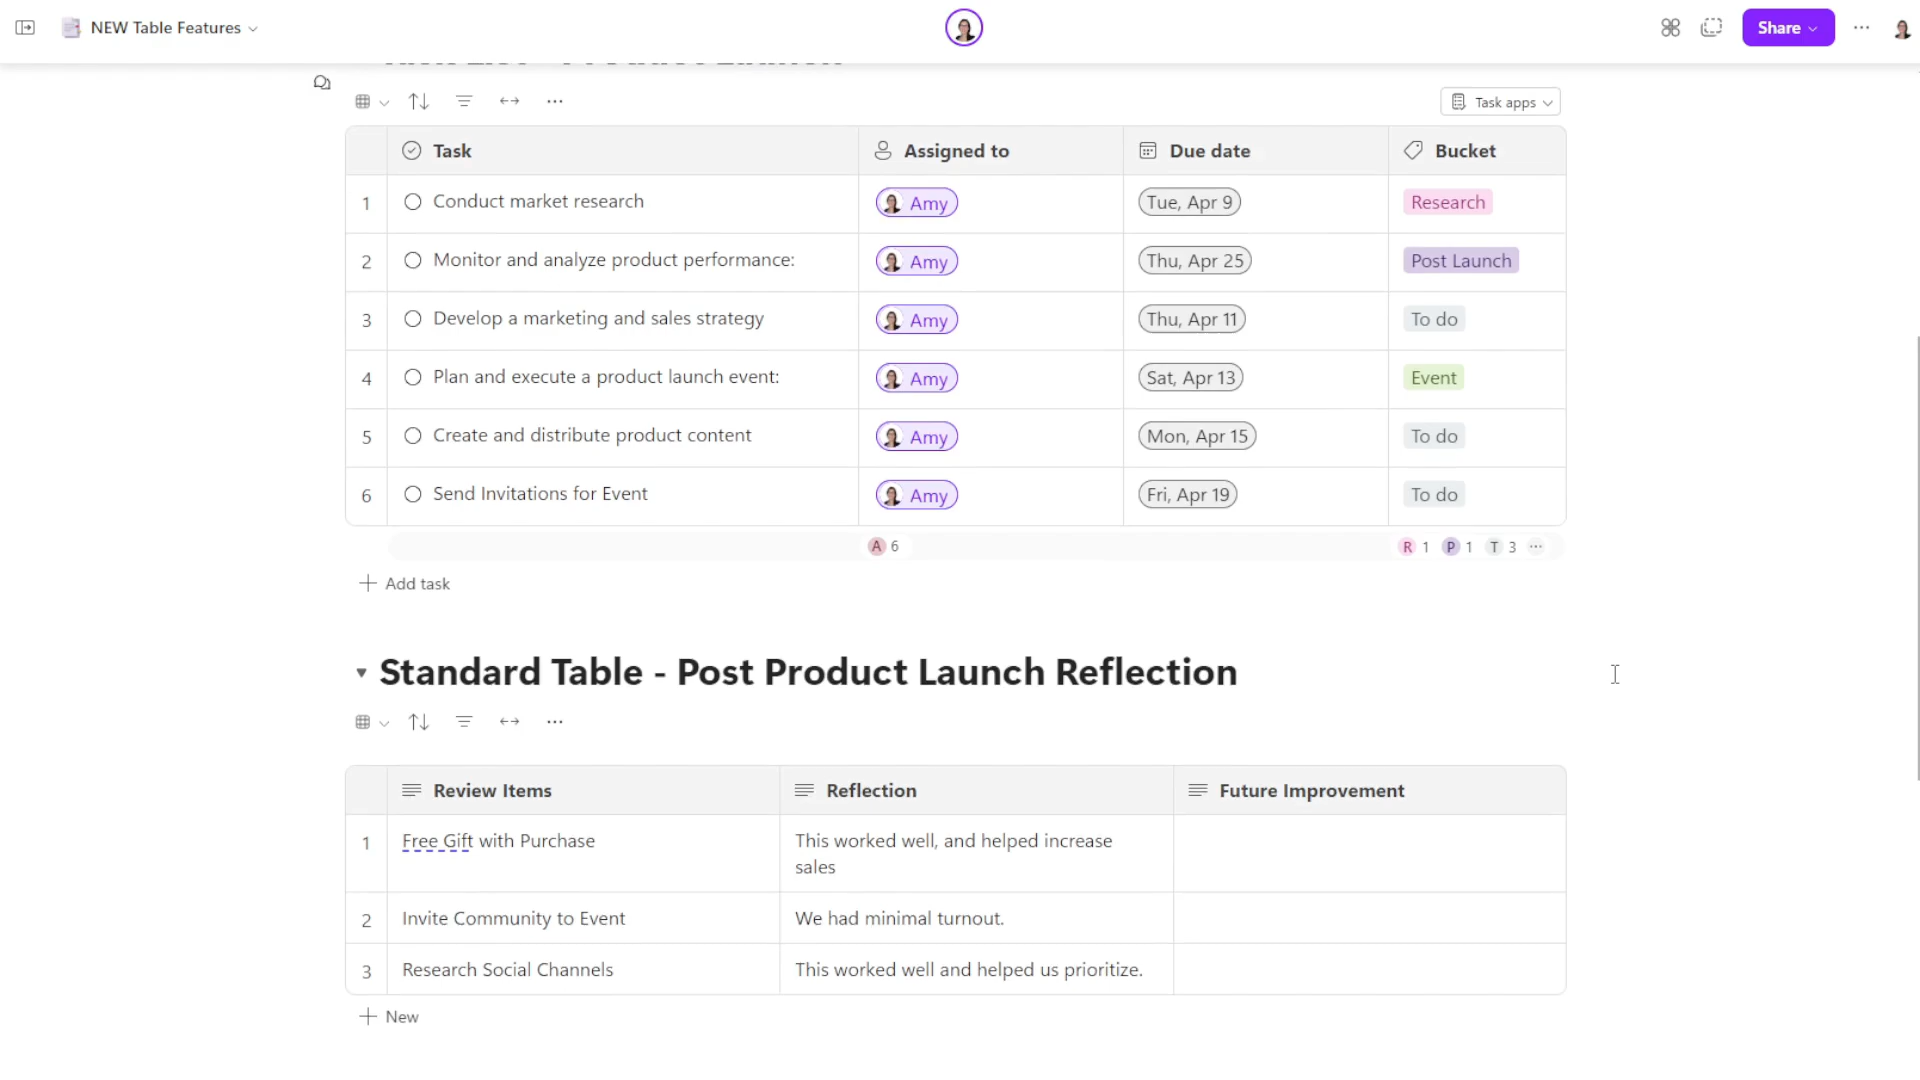 NEW Table Features
Share
Task apps
Task
Assigned to
Due date
Bucket
1 Conduct market research Amy Tue, Apr 9 Research
2 Monitor and analyze product performance: Amy Thu, Apr 25 Post Launch
3 Develop a marketing and sales strategy Amy Thu, Apr 11 To do
4 Plan and execute a product launch event: Amy Sat, Apr 13 Event
5 Create and distribute product content Amy Mon, Apr 15 To do
6 Send Invitations for Event Amy Fri, Apr 19 To do
A 6 R 1 P 1 T 3
Add task
Standard Table - Post Product Launch Reflection
Review Items
Reflection
Future Improvement
1 Free Gift with Purchase This worked well, and helped increase
sales
2 Invite Community to Event We had minimal turnout.
3 Research Social Channels This worked well and helped us prioritize.
New